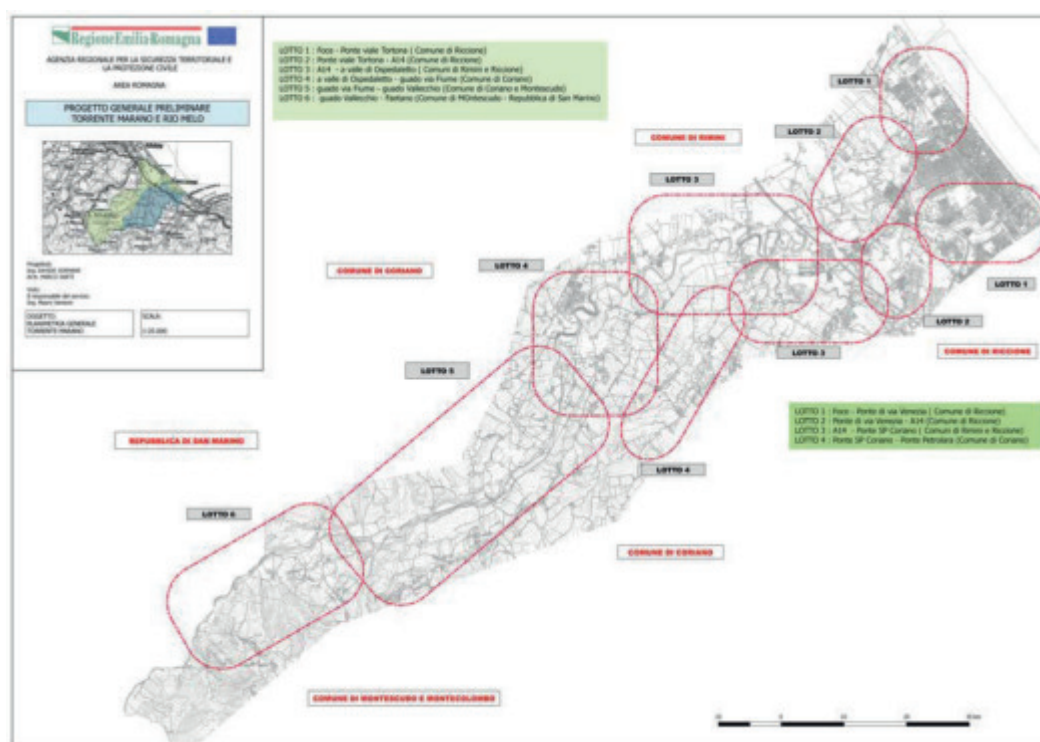 RegioneEmilia-Romagna
AGENZIA REGIONALE PER LA SICUREZZA TERRITORIALE E
LA PROTEZIONE CIVILE
AREA ROMAGNA
PROGETTO GENERALE PRELIMINARE
TORRENTE MARANO E RIO MELO
OGGETTO:
PLANIMETRIA GENERALE
TORRENTE MARANO
SCALA:
LOTTO 1 : Foce - Ponte viale Tortona ( Comune di Riccione)
LOTTO 2 : Ponte viale Tortona - A14 (Comune di Riccione)
LOTTO 3 : A14 - a valle di Ospedaletto ( Comuni di Rimini e Riccione)
LOTTO 4 : a valle di Ospedaletto - guado via Fiume (Comune di Coriano)
LOTTO 5 : guado via Fiume - guado Vallecchio (Comune di Coriano e Montescudo)
LOTTO 6 : guado Vallecchio - Faetano (Comune di MOntescudo - Repubblica di San Marino)
LOTTO 1
LOTTO 2
COMUNE DI RIMINI
LOTTO 3
LOTTO 4
COMUNE DI CORIANO
LOTTO 1
LOTTO 2
LOTTO 3
COMUNE DI RICCIONE
LOTTO 5
LOTTO 1 : Foce - Ponte di via Venezia ( Comune di Riccione)
LOTTO 2 : Ponte di via Venezia - A14 (Comune di Riccione)
LOTTO 3 : A14 - Ponte SP Coriano ( Comuni di Rimini e Riccione)
LOTTO 4 : Ponte SP Coriano - Ponte Petrolara (Comune di Coriano)
REPUBBLICA DI SAN MARINO
LOTTO 4
LOTTO 6
COMUNE DI CORIANO
COMUNE DI MONTESCUDO E MONTECOLOMBO